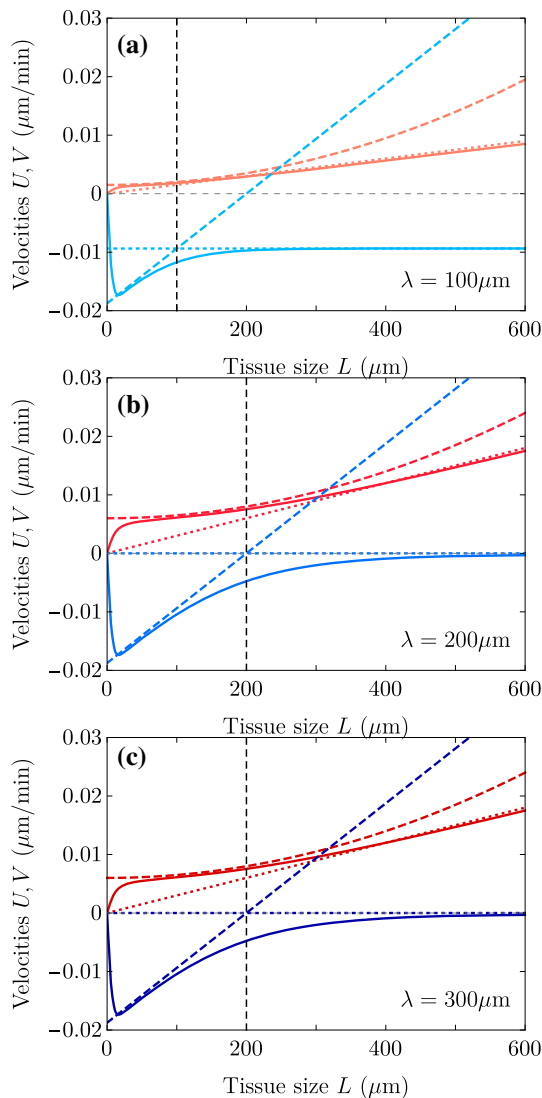 (a)
Velocities U, V (μm/min)
0.03
0.02
0.01
0
−0.01
−0.02
λ = 100μm
0 200 400 600
Tissue size L (μm)
(b)
Velocities U, V (μm/min)
0.03
0.02
0.01
0
−0.01
−0.02
λ = 200μm
0 200 400 600
Tissue size L (μm)
(c)
Velocities U, V (μm/min)
0.03
0.02
0.01
0
−0.01
−0.02
λ = 300μm
0 200 400 600
Tissue size L (μm)